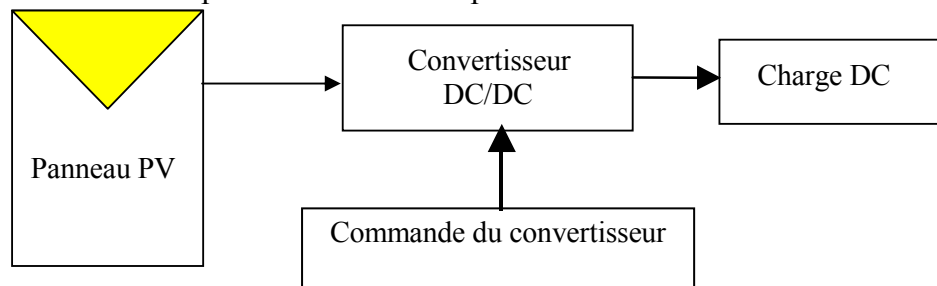 Convertisseur
DC/DC
Charge DC
Panneau PV
Commande du convertisseur